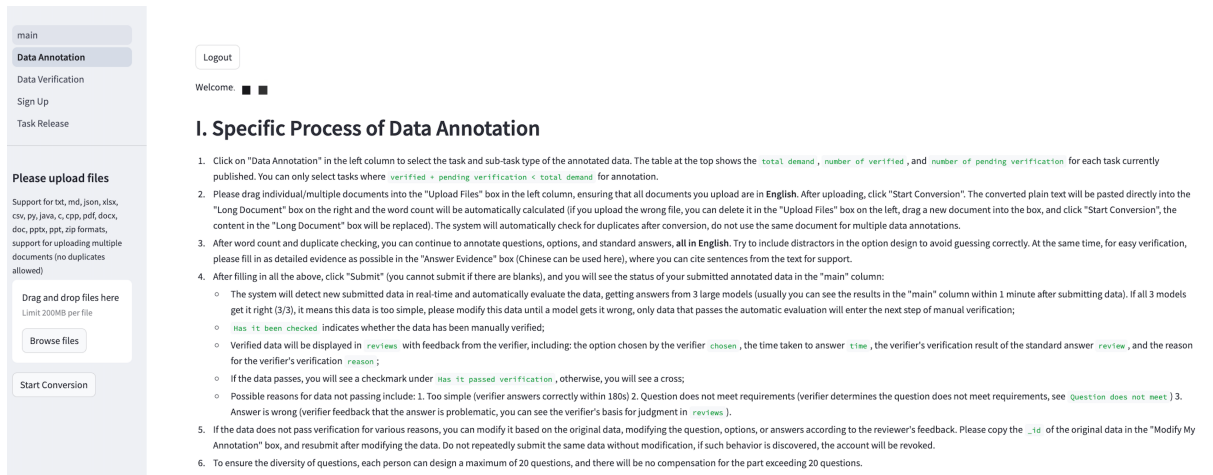 main
Data Annotation
Data Verification
Sign Up
Task Release
Please upload files
Support for txt, md, json, xlsx,
csv, py, java, c, cpp, pdf, docx,
doc, pptx, ppt, zip formats,
support for uploading multiple
documents (no duplicates
allowed)
Drag and drop files here
Limit 200MB per file
Browse files
Start Conversion
Logout
Welcome.
I. Specific Process of Data Annotation
1. Click on "Data Annotation" in the left column to select the task and sub-task type of the annotated data. The table at the top shows the total demand , number of verified , and number of pending verification for each task currently
published. You can only select tasks where verified + pending verification < total demand for annotation.
2. Please drag individual/multiple documents into the "Upload Files" box in the left column, ensuring that all documents you upload are in English. After uploading, click "Start Conversion". The converted plain text will be pasted directly into the
"Long Document" box on the right and the word count will be automatically calculated (if you upload the wrong file, you can delete it in the "Upload Files" box on the left, drag a new document into the box, and click "Start Conversion", the
content in the "Long Document" box will be replaced). The system will automatically check for duplicates after conversion, do not use the same document for multiple data annotations.
3. After word count and duplicate checking, you can continue to annotate questions, options, and standard answers, all in English. Try to include distractors in the option design to avoid guessing correctly. At the same time, for easy verification,
please fill in as detailed evidence as possible in the "Answer Evidence" box (Chinese can be used here), where you can cite sentences from the text for support.
4. After filling in all the above, click "Submit" (you cannot submit if there are blanks), and you will see the status of your submitted annotated data in the "main" column:
○ The system will detect new submitted data in real-time and automatically evaluate the data, getting answers from 3 large models (usually you can see the results in the "main" column within 1 minute after submitting data). If all 3 models
get it right (3/3), it means this data is too simple, please modify this data until a model gets it wrong, only data that passes the automatic evaluation will enter the next step of manual verification;
○ Has it been checked indicates whether the data has been manually verified;
○ Verified data will be displayed in reviews with feedback from the verifier, including: the option chosen by the verifier chosen , the time taken to answer time , the verifier's verification result of the standard answer review , and the reason
for the verifier's verification reason ;
○ If the data passes, you will see a checkmark under Has it passed verification , otherwise, you will see a cross;
○ Possible reasons for data not passing include: 1. Too simple (verifier answers correctly within 180s) 2. Question does not meet requirements (verifier determines the question does not meet requirements, see Question does not meet ) 3.
Answer is wrong (verifier feedback that the answer is problematic, you can see the verifier's basis for judgment in reviews ).
5. If the data does not pass verification for various reasons, you can modify it based on the original data, modifying the question, options, or answers according to the reviewer's feedback. Please copy the _id of the original data in the "Modify My
Annotation" box, and resubmit after modifying the data. Do not repeatedly submit the same data without modification, if such behavior is discovered, the account will be revoked.
6. To ensure the diversity of questions, each person can design a maximum of 20 questions, and there will be no compensation for the part exceeding 20 questions.